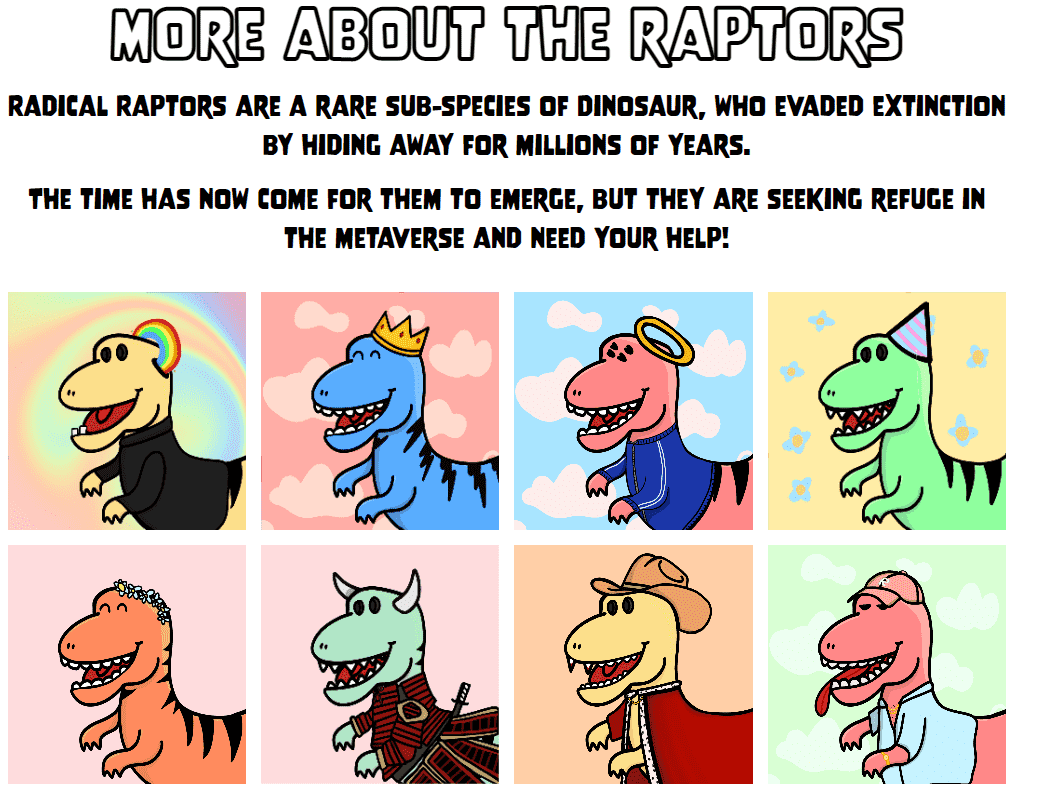 MORE ABOUT THE RAPTORS
RADICAL RAPTORS ARE A RARE SUB-SPECIES OF DINOSAUR, WHO EVADED EXTINCTION
BY HIDING AWAY FOR MILLIONS OF YEARS.
THE TIME HAS NOW COME FOR THEM TO EMERGE, BUT THEY ARE SEEKING REFUGE IN
THE METAVERSE AND NEED YOUR HELP!